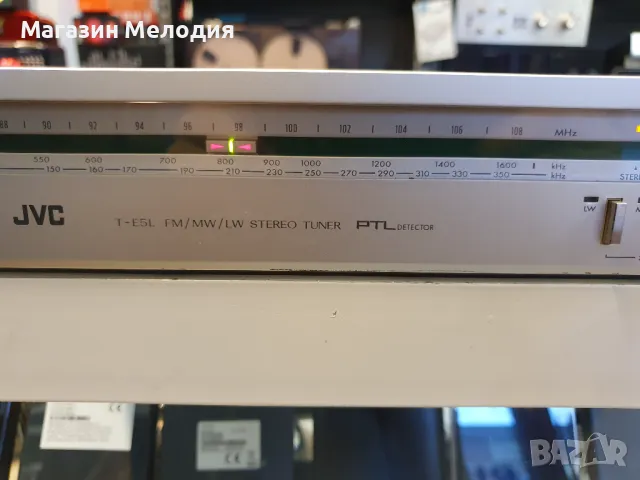 Магазин Мелодия
88 90 92 94 96 98 100 102 104 106 108 MHz
550 600 700 800 900 1000 1200 1400 1600 kHz
150 160 170 190 210 230 250 270 290 310 330 350 kHz
STERE
JVC T-E5L FM/MW/LW STEREO TUNER PTL DETECTOR
LW
BAZAR